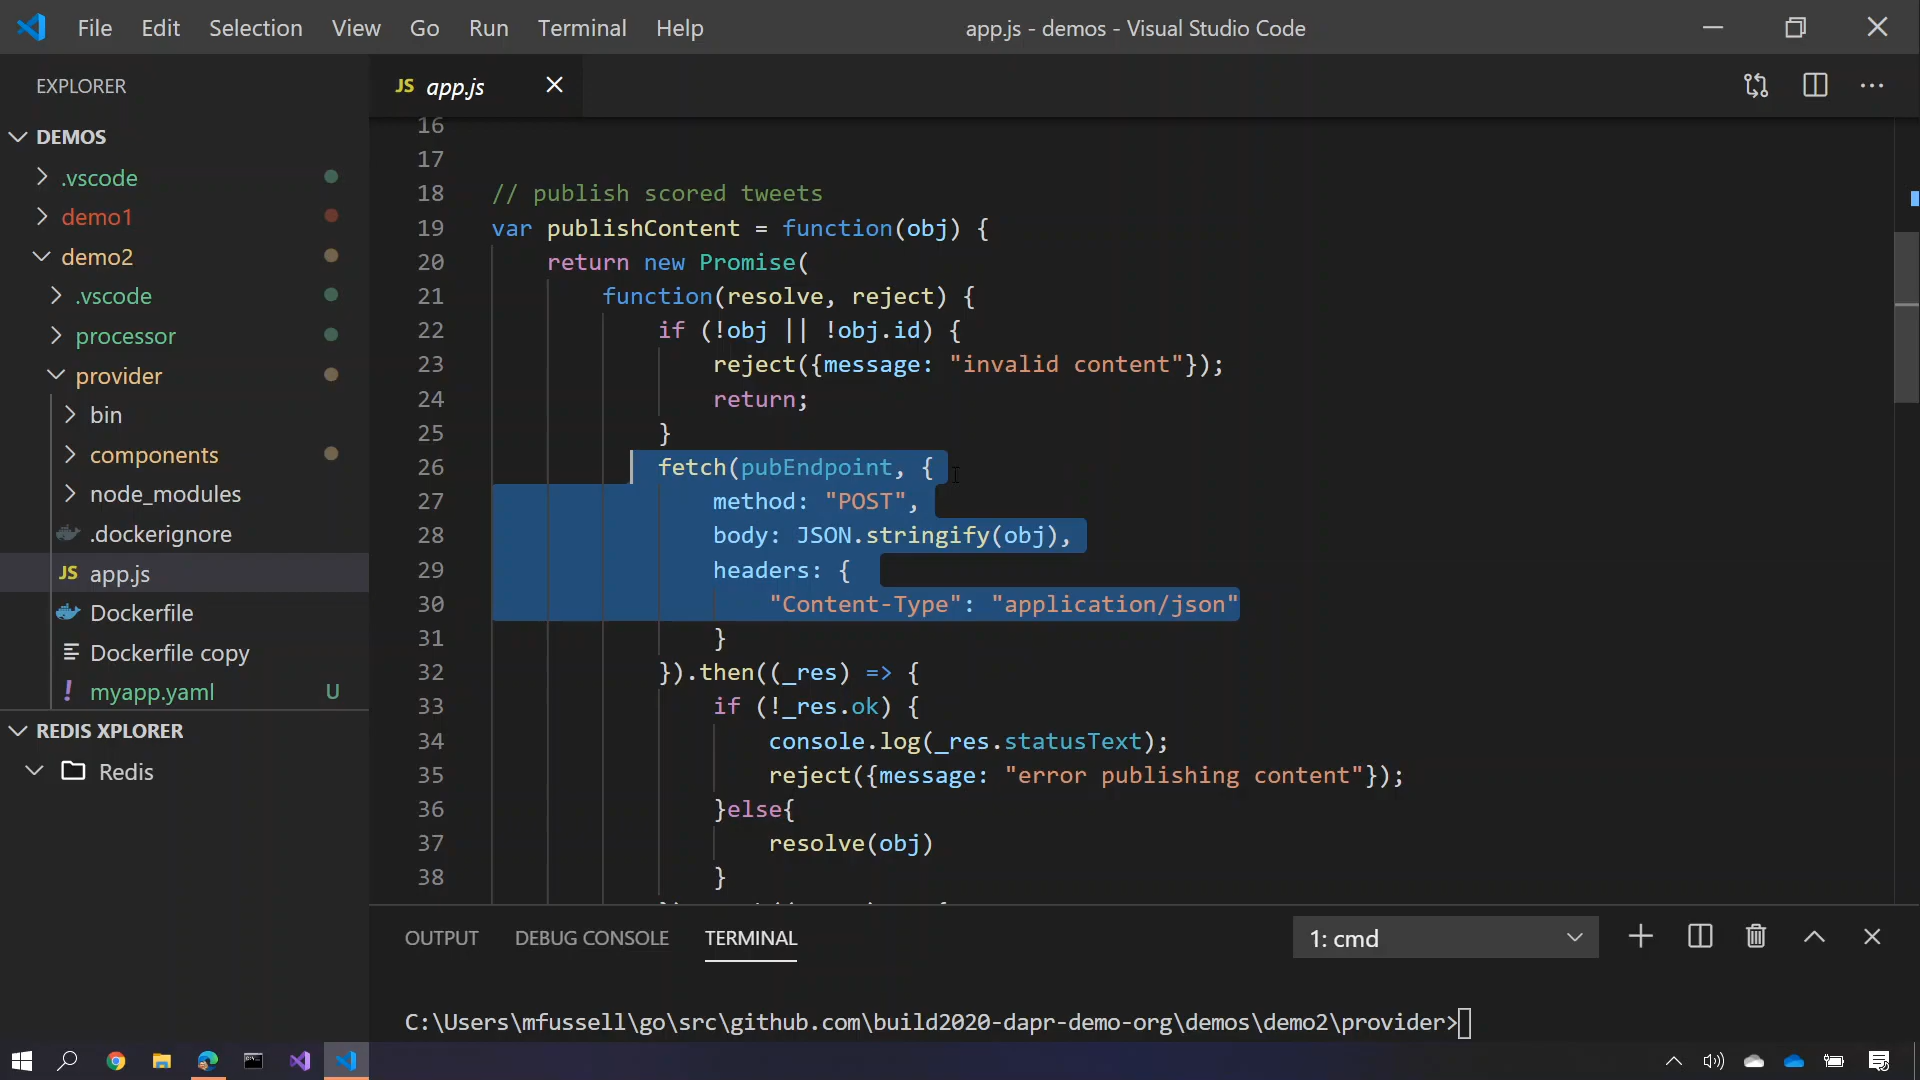 File Edit Selection View Go Run Terminal Help app.js - demos - Visual Studio Code
EXPLORER
JS app.js
DEMOS
.vscode
demo1
demo2
.vscode
processor
provider
bin
components
node_modules
.dockerignore
JS app.js
Dockerfile
Dockerfile copy
! myapp.yaml U
REDIS XPLORER
Redis
16
17
18 // publish scored tweets
19 var publishContent = function(obj) {
20 return new Promise(
21 function(resolve, reject) {
22 if (!obj || !obj.id) {
23 reject({message: "invalid content"});
24 return;
25 }
26 fetch(pubEndpoint, {
27 method: "POST",
28 body: JSON.stringify(obj),
29 headers: {
30 "Content-Type": "application/json"
31 }
32 }).then((_res) => {
33 if (!_res.ok) {
34 console.log(_res.statusText);
35 reject({message: "error publishing content"});
36 }else{
37 resolve(obj)
38 }
OUTPUT DEBUG CONSOLE TERMINAL 1: cmd
C:\Users\mfussell\go\src\github.com\build2020-dapr-demo-org\demos\demo2\provider>